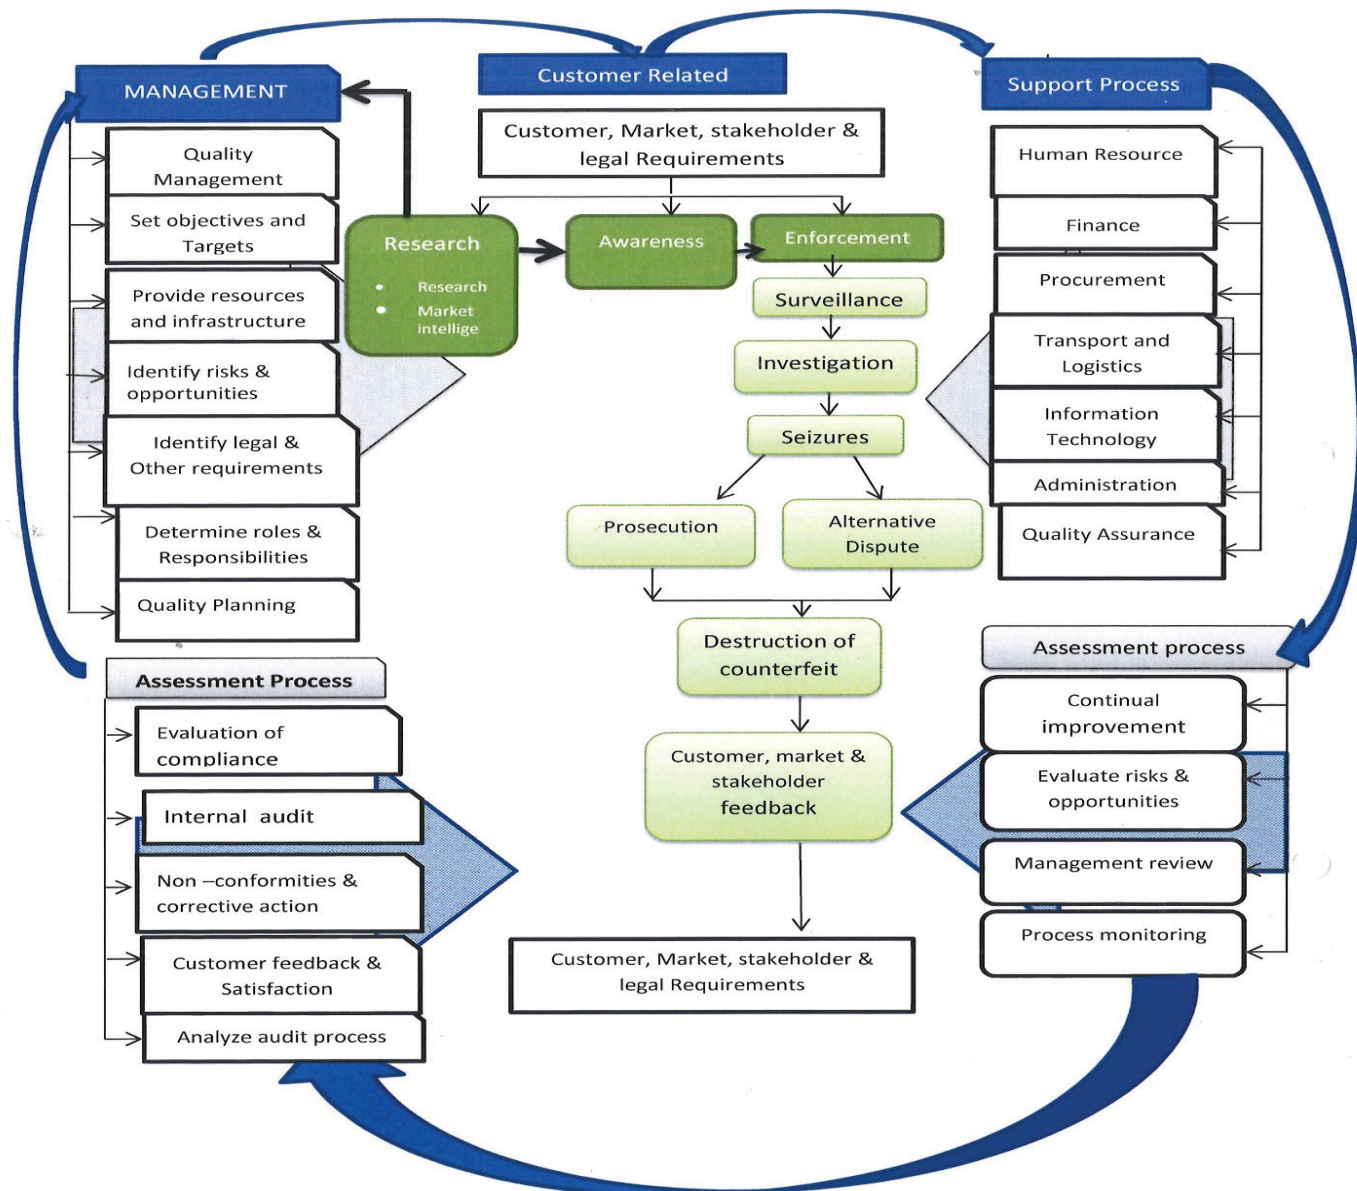 MANAGEMENT
Quality
Management
Set objectives and
Targets
Provide resources
and infrastructure
Identify risks &
opportunities
Identify legal &
Other requirements
Determine roles &
Responsibilities
Quality Planning
Assessment Process
Evaluation of
compliance
Internal audit
Non –conformities &
corrective action
Customer feedback &
Satisfaction
Analyze audit process
Customer Related
Customer, Market, stakeholder &
legal Requirements
Research
• Research
• Market
intellige
Awareness
Enforcement
Surveillance
Investigation
Seizures
Prosecution
Alternative
Dispute
Destruction of
counterfeit
Customer, market &
stakeholder
feedback
Customer, Market, stakeholder &
legal Requirements
Support Process
Human Resource
Finance
Procurement
Transport and
Logistics
Information
Technology
Administration
Quality Assurance
Assessment process
Continual
improvement
Evaluate risks &
opportunities
Management review
Process monitoring